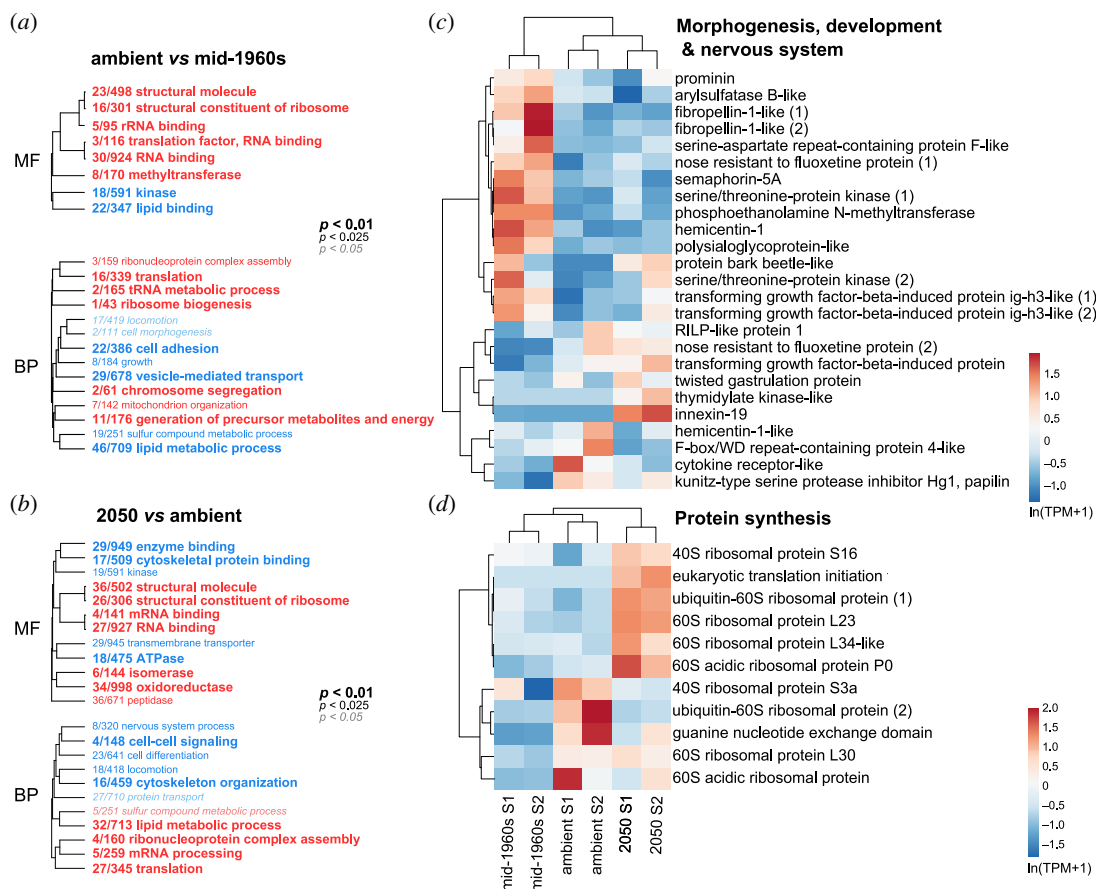 (a)
ambient vs mid-1960s
MF
23/498 structural molecule
16/301 structural constituent of ribosome
5/95 rRNA binding
3/116 translation factor, RNA binding
30/924 RNA binding
8/170 methyltransferase
18/591 kinase
22/347 lipid binding
p < 0.01
p < 0.025
p < 0.05
BP
3/159 ribonucleoprotein complex assembly
16/339 translation
2/165 tRNA metabolic process
1/43 ribosome biogenesis
17/419 locomotion
2/111 cell morphogenesis
22/386 cell adhesion
8/184 growth
29/678 vesicle-mediated transport
2/61 chromosome segregation
7/142 mitochondrion organization
11/176 generation of precursor metabolites and energy
19/251 sulfur compound metabolic process
46/709 lipid metabolic process
(b)
2050 vs ambient
MF
29/949 enzyme binding
17/509 cytoskeletal protein binding
19/591 kinase
36/502 structural molecule
26/306 structural constituent of ribosome
4/141 mRNA binding
27/927 RNA binding
29/945 transmembrane transporter
18/475 ATPase
6/144 isomerase
34/998 oxidoreductase
36/671 peptidase
p < 0.01
p < 0.025
p < 0.05
BP
8/320 nervous system process
4/148 cell-cell signaling
23/641 cell differentiation
18/418 locomotion
16/459 cytoskeleton organization
27/710 protein transport
5/251 sulfur compound metabolic process
32/713 lipid metabolic process
4/160 ribonucleoprotein complex assembly
5/259 mRNA processing
27/345 translation
(c)
Morphogenesis, development
& nervous system
prominin
arylsulfatase B-like
fibropellin-1-like (1)
fibropellin-1-like (2)
serine-aspartate repeat-containing protein F-like
nose resistant to fluoxetine protein (1)
semaphorin-5A
serine/threonine-protein kinase (1)
phosphoethanolamine N-methyltransferase
hemicentin-1
polysialoglycoprotein-like
protein bark beetle-like
serine/threonine-protein kinase (2)
transforming growth factor-beta-induced protein ig-h3-like (1)
transforming growth factor-beta-induced protein ig-h3-like (2)
RILP-like protein 1
nose resistant to fluoxetine protein (2)
transforming growth factor-beta-induced protein
twisted gastrulation protein
thymidylate kinase-like
innexin-19
hemicentin-1-like
F-box/WD repeat-containing protein 4-like
cytokine receptor-like
kunitz-type serine protease inhibitor Hg1, papilin
1.5
1.0
0.5
0
−0.5
−1.0
ln(TPM+1)
(d)
Protein synthesis
40S ribosomal protein S16
eukaryotic translation initiation
ubiquitin-60S ribosomal protein (1)
60S ribosomal protein L23
60S ribosomal protein L34-like
60S acidic ribosomal protein P0
40S ribosomal protein S3a
ubiquitin-60S ribosomal protein (2)
guanine nucleotide exchange domain
60S ribosomal protein L30
60S acidic ribosomal protein
mid-1960s S1
mid-1960s S2
ambient S1
ambient S2
2050 S1
2050 S2
2.0
1.5
1.0
0.5
0
−0.5
−1.0
−1.5
ln(TPM+1)